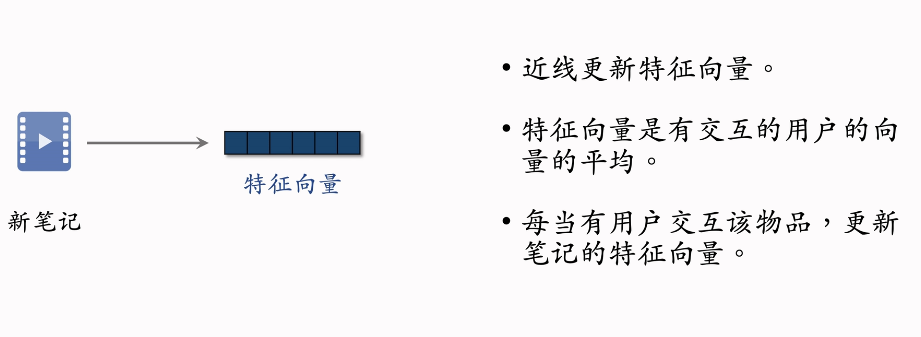 新笔记
特征向量
• 近线更新特征向量。
• 特征向量是有交互的用户的向
量的平均。
• 每当有用户交互该物品，更新
笔记的特征向量。